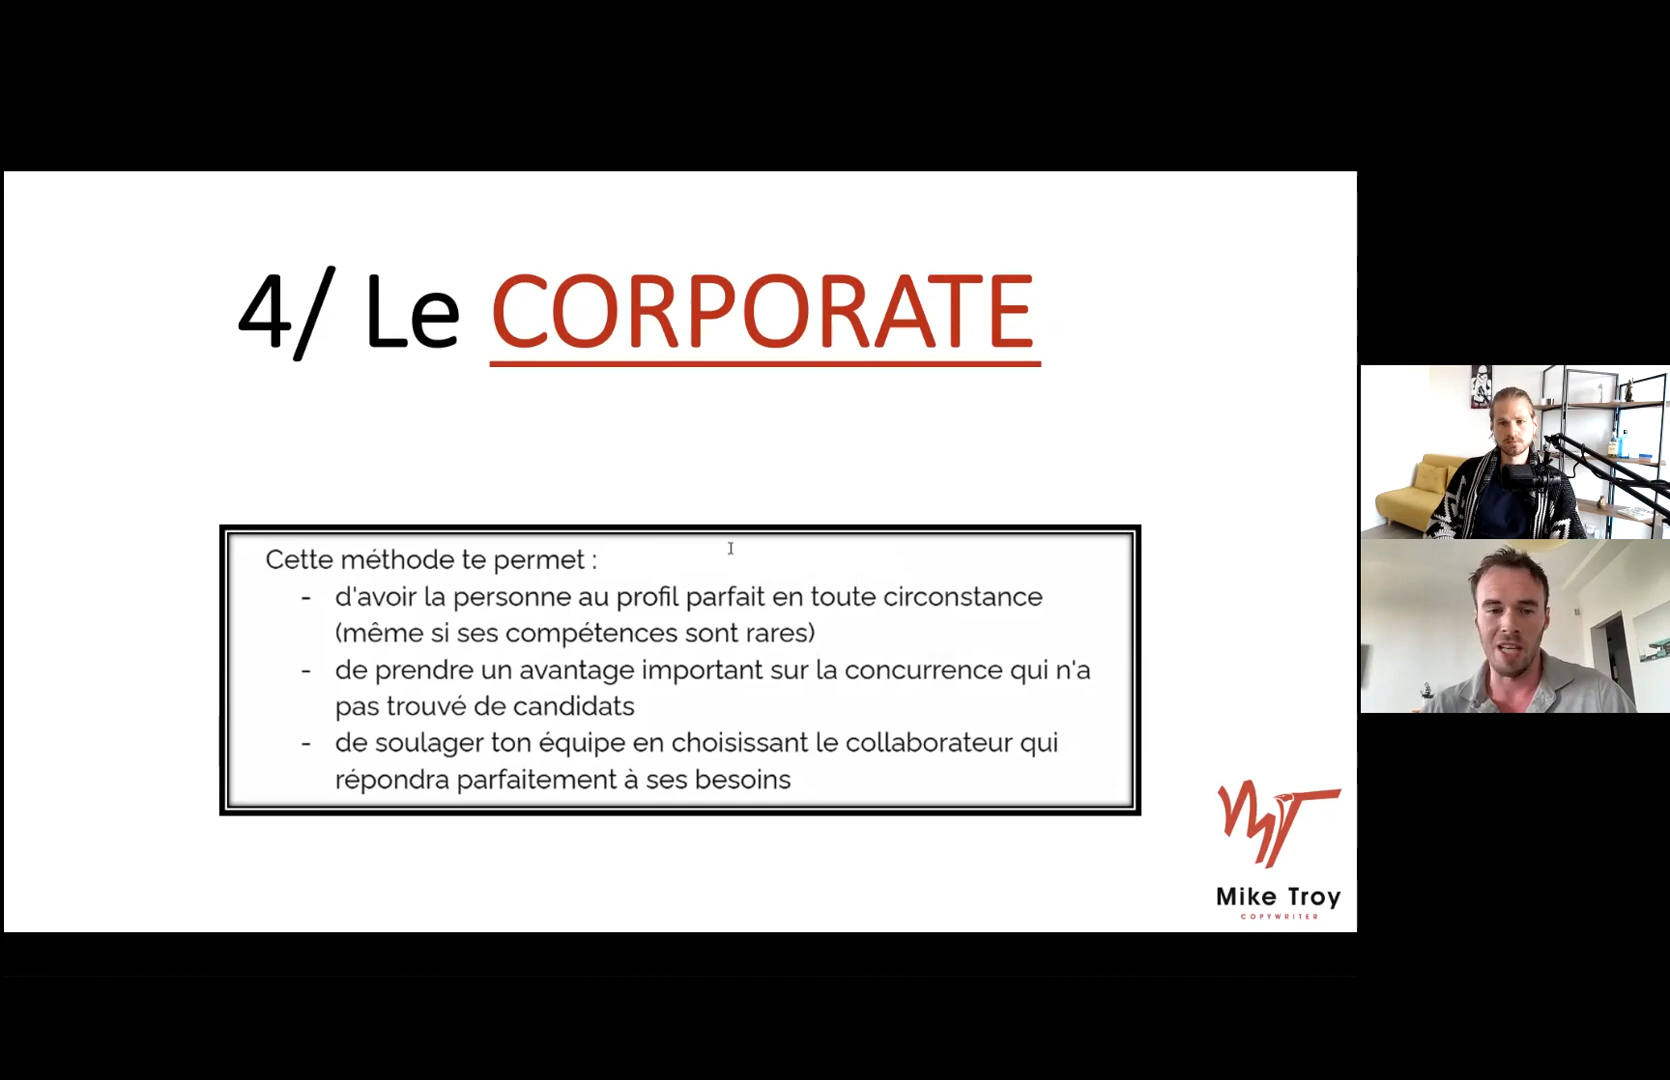 4/ Le CORPORATE
Cette méthode te permet :
- d'avoir la personne au profil parfait en toute circonstance
(même si ses compétences sont rares)
- de prendre un avantage important sur la concurrence qui n'a
pas trouvé de candidats
- de soulager ton équipe en choisissant le collaborateur qui
répondra parfaitement à ses besoins
MT
Mike Troy
COPYWRITER